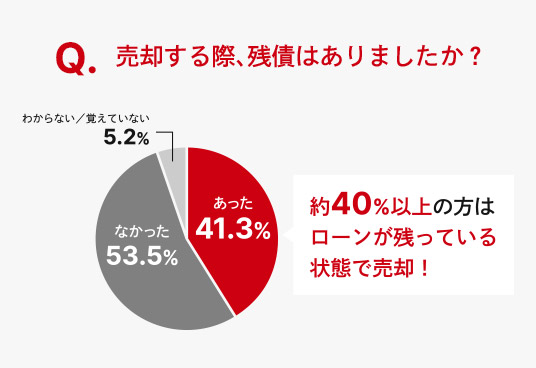 Q. 売却する際、残債はありましたか？
わからない／覚えていない
5.2%
あった
41.3%
なかった
53.5%
約40%以上の方は
ローンが残っている
状態で売却！